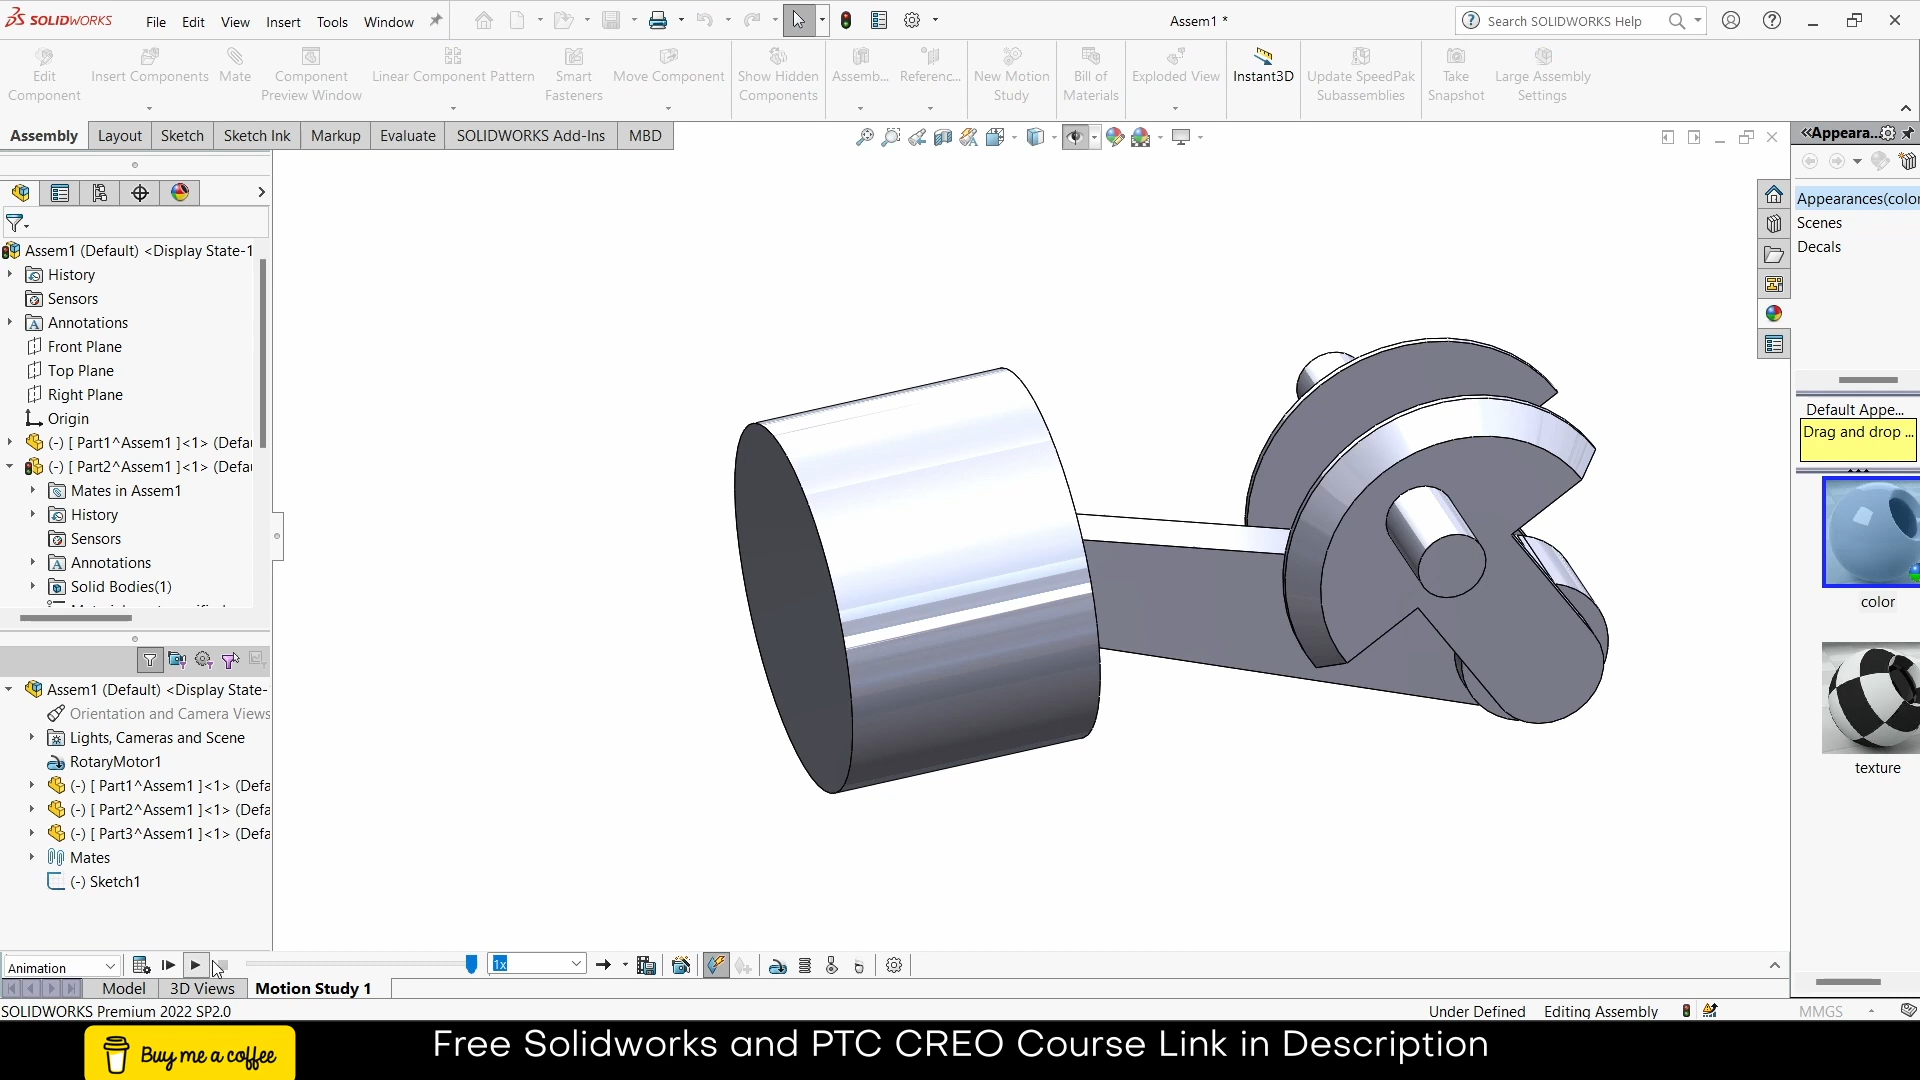 SOLIDWORKS
File Edit View Insert Tools Window
Assem1 *
Search SOLIDWORKS Help
Edit Component
Insert Components
Mate
Component Preview Window
Linear Component Pattern
Smart Fasteners
Move Component
Show Hidden Components
Assemb...
Referenc...
New Motion Study
Bill of Materials
Exploded View
Instant3D
Update SpeedPak Subassemblies
Take Snapshot
Large Assembly Settings
Assembly Layout Sketch Sketch Ink Markup Evaluate SOLIDWORKS Add-Ins MBD
Assem1 (Default) <Display State-1
History
Sensors
Annotations
Front Plane
Top Plane
Right Plane
Origin
(-) [ Part1^Assem1 ]<1> (Defau
(-) [ Part2^Assem1 ]<1> (Defau
Mates in Assem1
History
Sensors
Annotations
Solid Bodies(1)
Assem1 (Default) <Display State-
Orientation and Camera Views
Lights, Cameras and Scene
RotaryMotor1
(-) [ Part1^Assem1 ]<1> (Defa
(-) [ Part2^Assem1 ]<1> (Defa
(-) [ Part3^Assem1 ]<1> (Defa
Mates
(-) Sketch1
Appeara...
Appearances(color
Scenes
Decals
Default Appe...
Drag and drop ...
color
texture
Animation
1x
Model 3D Views Motion Study 1
SOLIDWORKS Premium 2022 SP2.0
Under Defined Editing Assembly MMGS
Buy me a coffee
Free Solidworks and PTC CREO Course Link in Description